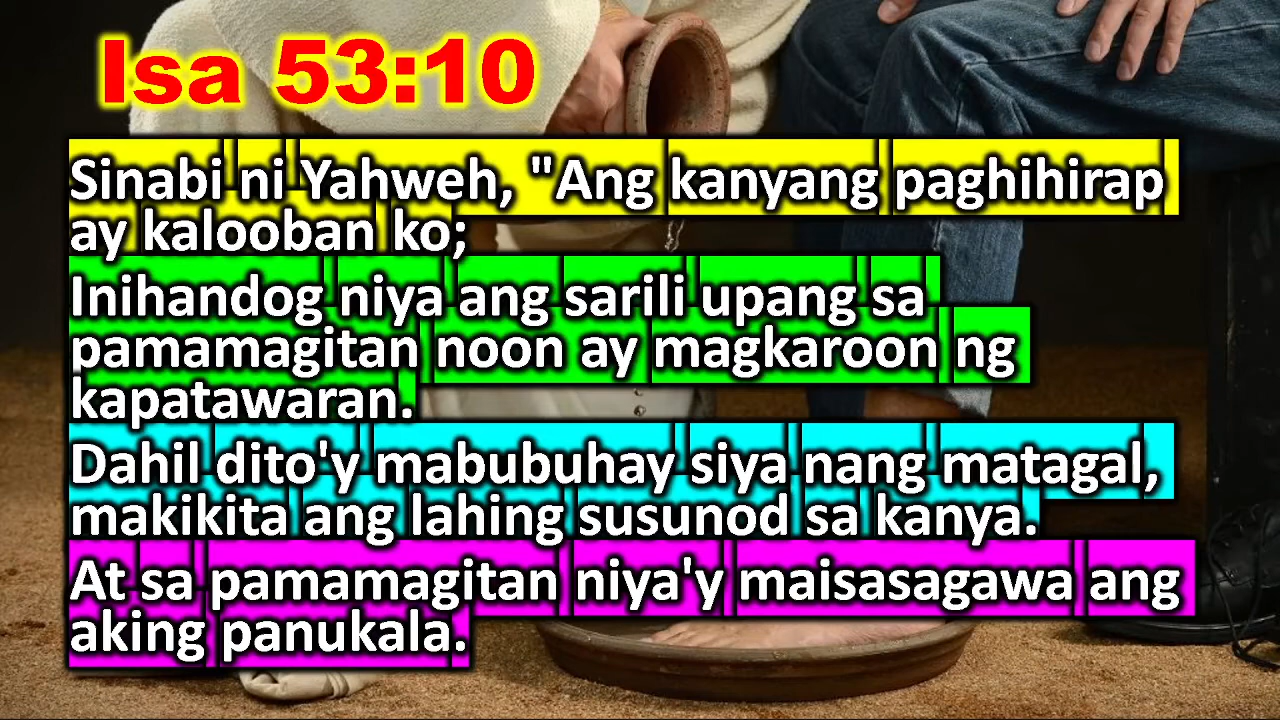 Isa 53:10
Sinabi ni Yahweh, "Ang kanyang paghihirap
ay kalooban ko;
Inihandog niya ang sarili upang sa
pamamagitan noon ay magkaroon ng
kapatawaran.
Dahil dito'y mabubuhay siya nang matagal,
makikita ang lahing susunod sa kanya.
At sa pamamagitan niya'y maisasagawa ang
aking panukala.